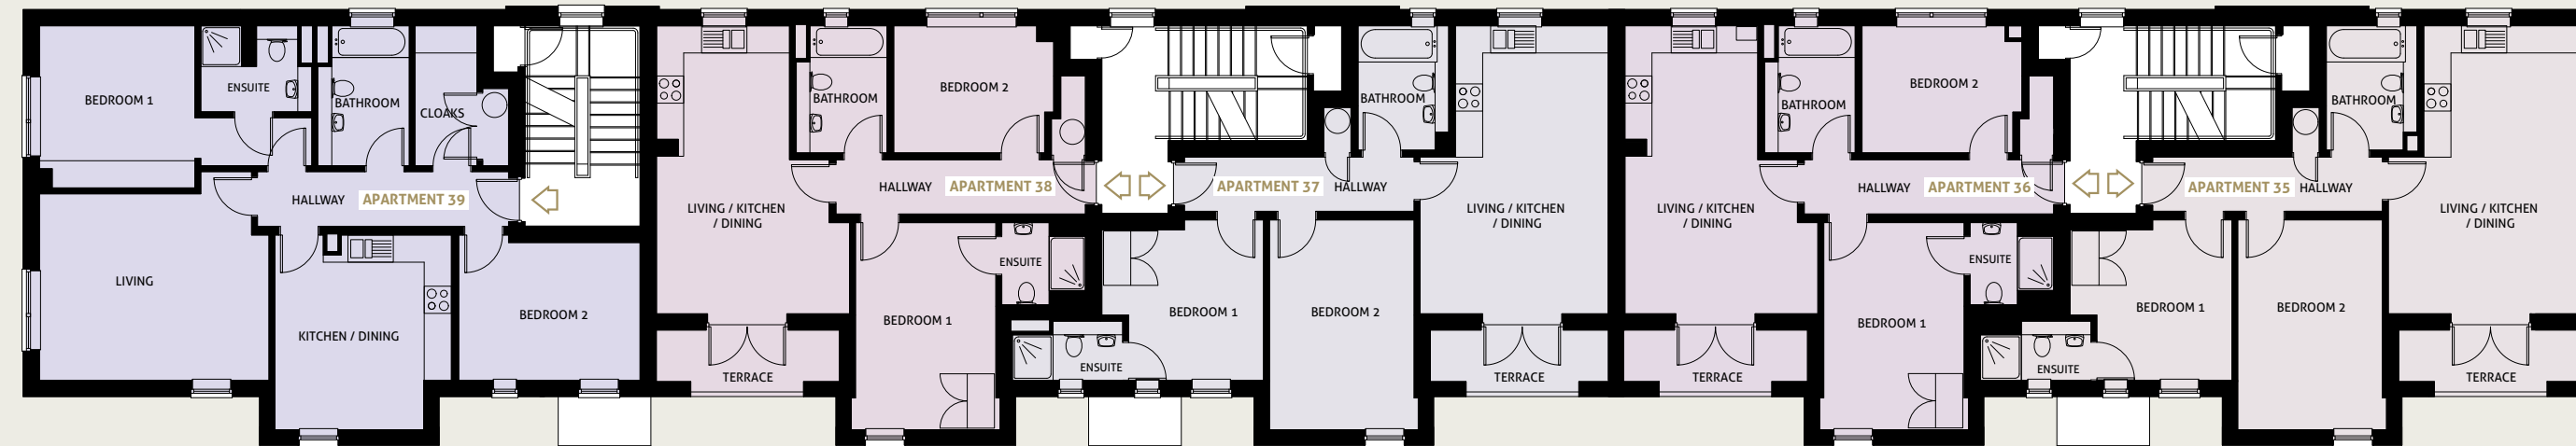 BEDROOM 1
ENSUITE
BATHROOM
CLOAKS
HALLWAY
APARTMENT 39
LIVING
KITCHEN / DINING
BEDROOM 2
LIVING / KITCHEN
/ DINING
BATHROOM
BEDROOM 2
HALLWAY
APARTMENT 38
ENSUITE
BEDROOM 1
TERRACE
APARTMENT 37
HALLWAY
BATHROOM
LIVING / KITCHEN
/ DINING
BEDROOM 1
BEDROOM 2
ENSUITE
TERRACE
LIVING / KITCHEN
/ DINING
BATHROOM
BEDROOM 2
HALLWAY
APARTMENT 36
ENSUITE
BEDROOM 1
TERRACE
APARTMENT 35
HALLWAY
BATHROOM
LIVING / KITCHEN
/ DINING
BEDROOM 1
BEDROOM 2
ENSUITE
TERRACE